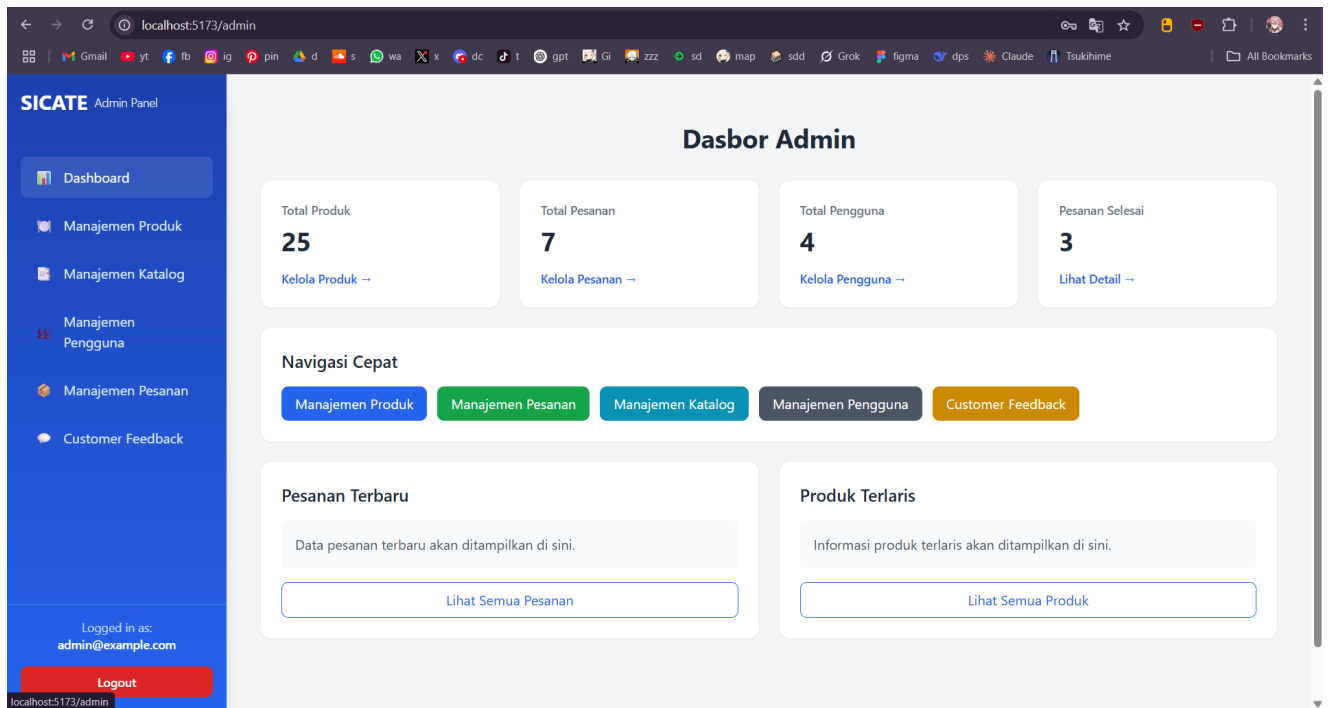 localhost:5173/admin
Gmail yt fb ig pin d s wa x dc t gpt Gi zzz sd map sdd Grok figma dps Claude Tsukihime All Bookmarks
SICATE Admin Panel
Dashboard
Manajemen Produk
Manajemen Katalog
Manajemen
Pengguna
Manajemen Pesanan
Customer Feedback
Logged in as:
admin@example.com
Logout
localhost:5173/admin
Dasbor Admin
Total Produk
25
Kelola Produk →
Total Pesanan
7
Kelola Pesanan →
Total Pengguna
4
Kelola Pengguna →
Pesanan Selesai
3
Lihat Detail →
Navigasi Cepat
Manajemen Produk
Manajemen Pesanan
Manajemen Katalog
Manajemen Pengguna
Customer Feedback
Pesanan Terbaru
Data pesanan terbaru akan ditampilkan di sini.
Lihat Semua Pesanan
Produk Terlaris
Informasi produk terlaris akan ditampilkan di sini.
Lihat Semua Produk